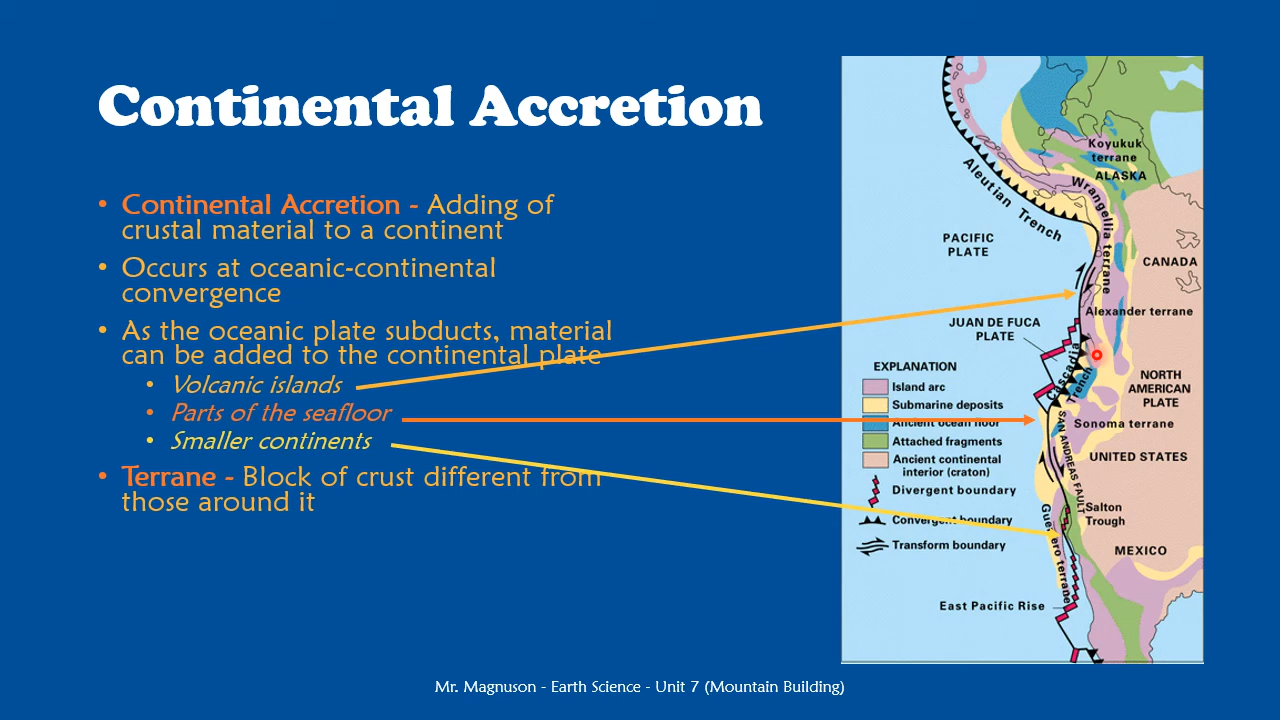 Continental Accretion
• Continental Accretion - Adding of
crustal material to a continent
• Occurs at oceanic-continental
convergence
• As the oceanic plate subducts, material
can be added to the continental plate
• Volcanic islands
• Parts of the seafloor
• Smaller continents
• Terrane - Block of crust different from
those around it
Koyukuk
terrane
ALASKA
Aleutian Trench
Wrangellia terrane
PACIFIC
PLATE
CANADA
Alexander terrane
JUAN DE FUCA
PLATE
Cascadia
Trench
EXPLANATION
Island arc
Submarine deposits
Ancient ocean floor
Attached fragments
Ancient continental
interior (craton)
Divergent boundary
Convergent boundary
Transform boundary
NORTH
AMERICAN
PLATE
Sonoma terrane
SAN ANDREAS FAULT
UNITED STATES
Salton
Trough
Guerrero terrane
MEXICO
East Pacific Rise
Mr. Magnuson - Earth Science - Unit 7 (Mountain Building)